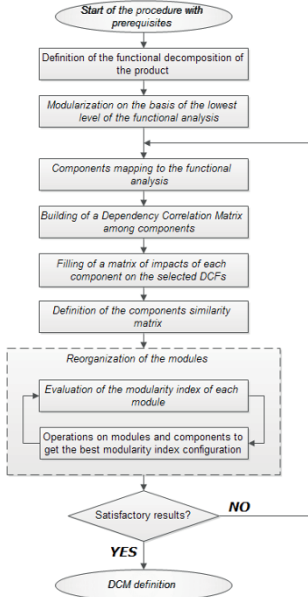 Start of the procedure with
prerequisites
Definition of the functional decomposition of
the product
Modularization on the basis of the lowest
level of the functional analysis
Components mapping to the functional
analysis
Building of a Dependency Correlation Matrix
among components
Filling of a matrix of impacts of each
component on the selected DCFs
Definition of the components similarity
matrix
Reorganization of the modules
Evaluation of the modularity index of each
module
Operations on modules and components to
get the best modularity index configuration
Satisfactory results?
NO
YES
DCM definition